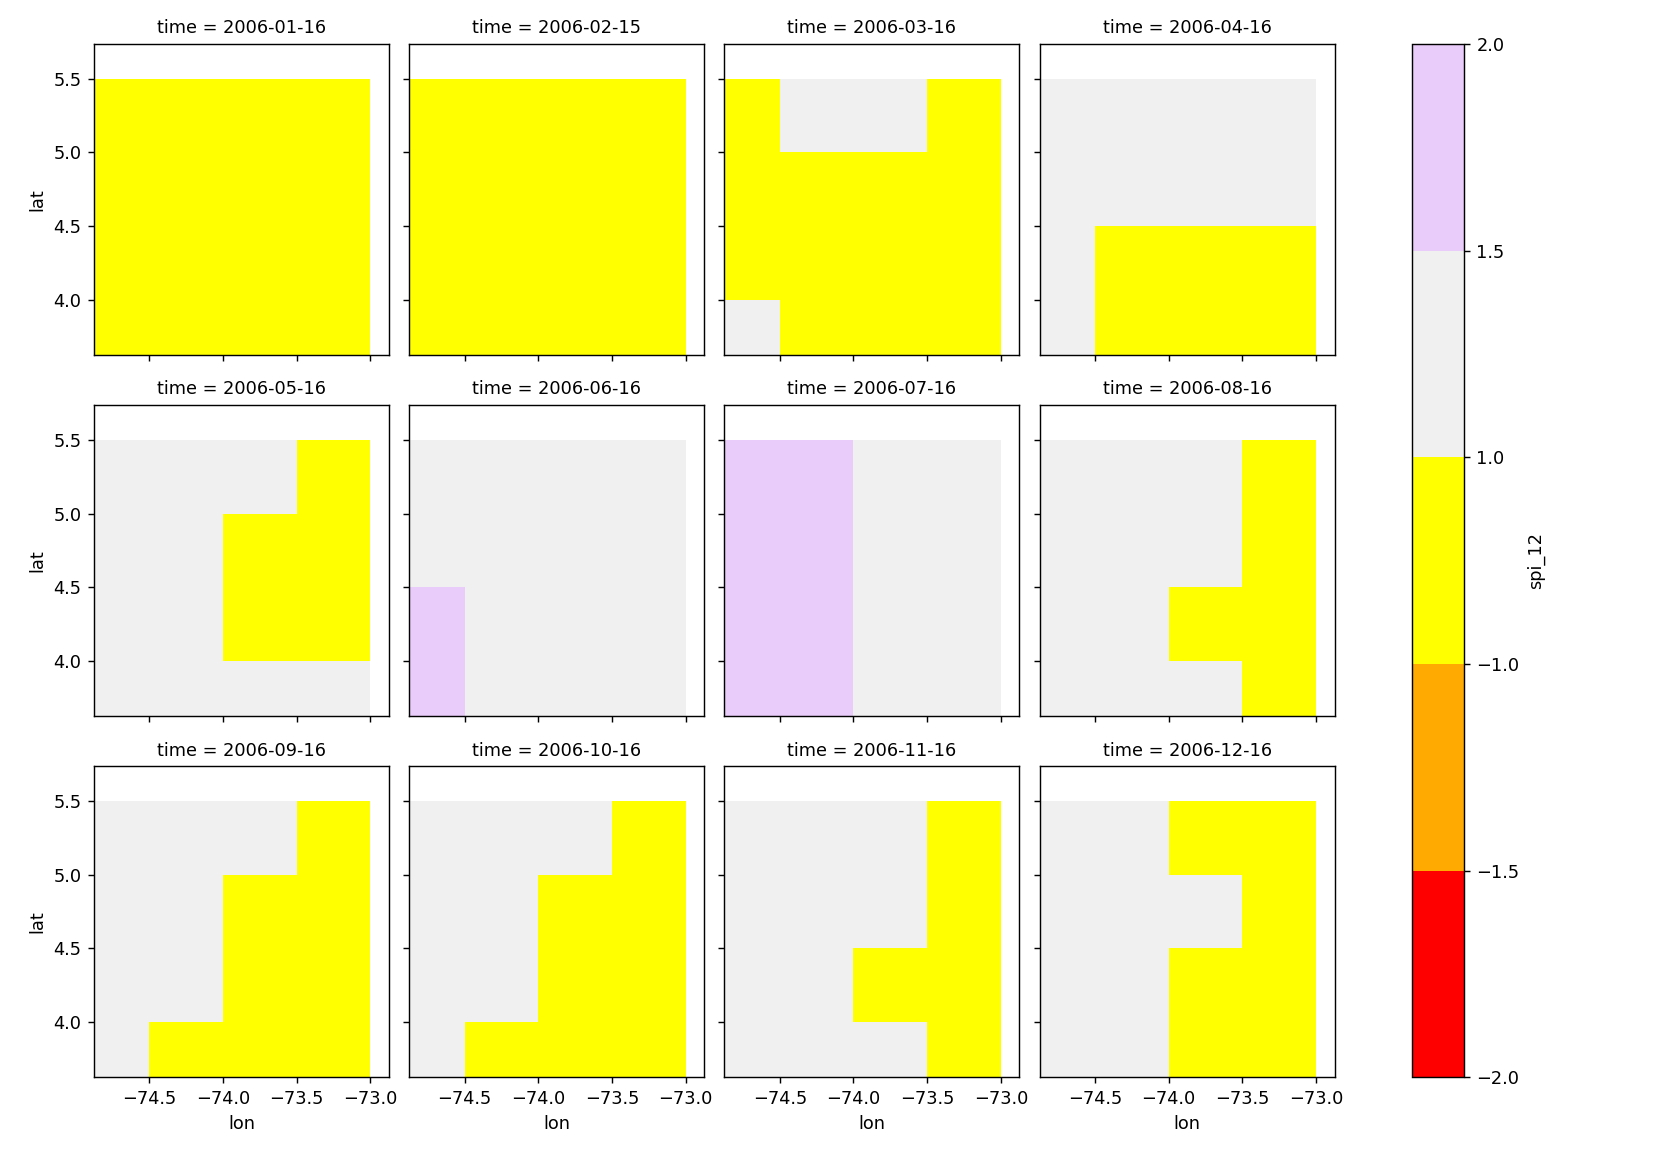 time = 2006-01-16
time = 2006-02-15
time = 2006-03-16
time = 2006-04-16
2.0
5.5
5.0
lat
4.5
4.0
1.5
time = 2006-05-16
time = 2006-06-16
time = 2006-07-16
time = 2006-08-16
1.0
5.5
5.0
lat
4.5
4.0
spi_12
−1.0
time = 2006-09-16
time = 2006-10-16
time = 2006-11-16
time = 2006-12-16
5.5
5.0
lat
4.5
4.0
−1.5
−2.0
−74.5 −74.0 −73.5 −73.0
−74.5 −74.0 −73.5 −73.0
−74.5 −74.0 −73.5 −73.0
−74.5 −74.0 −73.5 −73.0
lon
lon
lon
lon